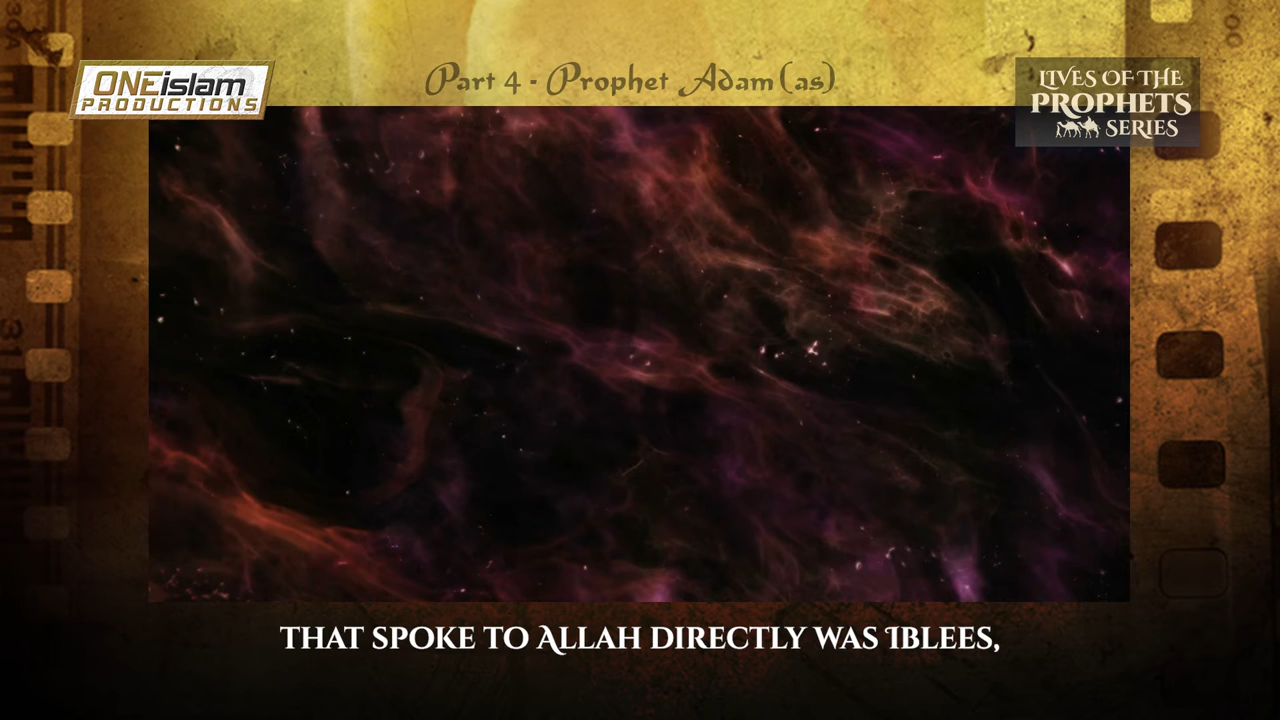 ONEislam
PRODUCTIONS
Part 4 - Prophet Adam (as)
LIVES OF THE
PROPHETS
SERIES
THAT SPOKE TO ALLAH DIRECTLY WAS IBLEES,